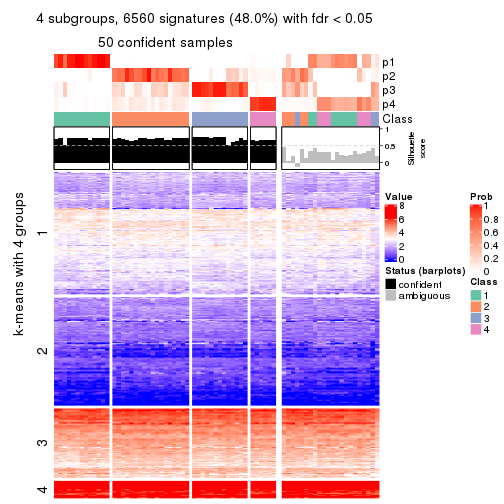 4 subgroups, 6560 signatures (48.0%) with fdr < 0.05
50 confident samples
p1
p2
p3
p4
Class
1
0.5
0
Silhouette
score
k-means with 4 groups
1
2
3
4
Value
8
6
4
2
0
Status (barplots)
confident
ambiguous
Prob
1
0.8
0.6
0.4
0.2
0
Class
1
2
3
4